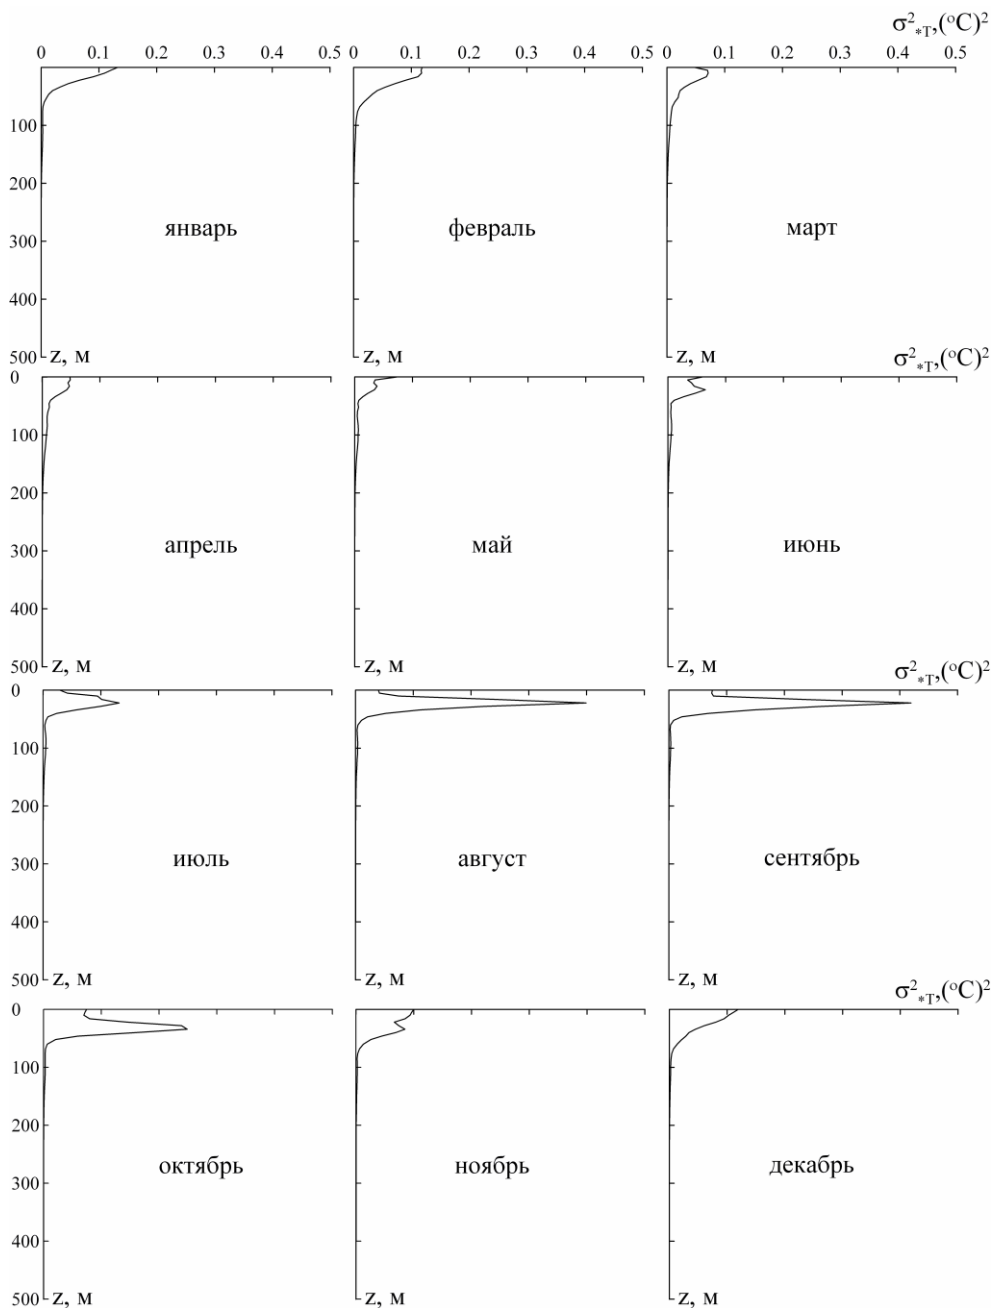 σ²*T,(°C)²
0 0.1 0.2 0.3 0.4 0.5 0 0.1 0.2 0.3 0.4 0.5 0 0.1 0.2 0.3 0.4 0.5
100
200
январь февраль март
300
400
500 z, м z, м z, м σ²*T,(°C)²
0
100
200
300 апрель май июнь
400
500 z, м z, м z, м σ²*T,(°C)²
0
100
200
300 июль август сентябрь
400
500 z, м z, м z, м σ²*T,(°C)²
0
100
200
октябрь ноябрь декабрь
300
400
500 z, м z, м z, м